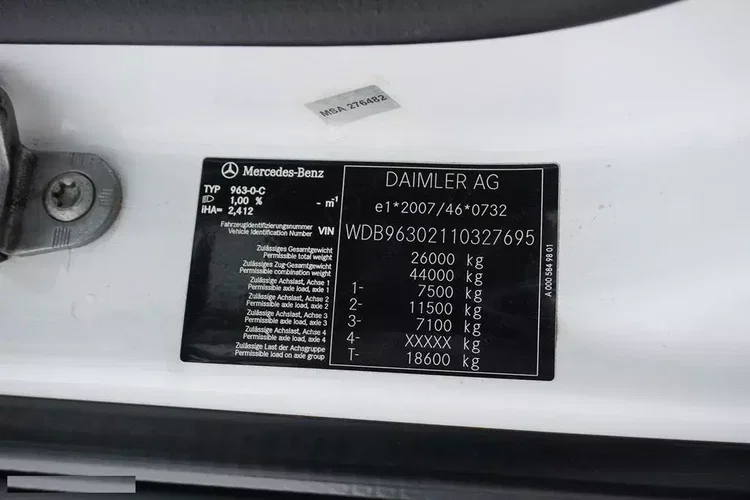 MSA 276482
Mercedes-Benz
TYP 963-0-C
1,00 % - m⁻¹
iHA= 2,412
DAIMLER AG
e1*2007/46*0732
Fahrzeugidentifizierungsnummer
Vehicle Identification Number VIN WDB96302110327695
Zulässiges Gesamtgewicht
Permissible total weight 26000 kg
Zulässiges Zug-Gesamtgewicht
Permissible combination weight 44000 kg
Zulässige Achslast, Achse 1
Permissible axle load, axle 1 1- 7500 kg
Zulässige Achslast, Achse 2
Permissible axle load, axle 2 2- 11500 kg
Zulässige Achslast, Achse 3
Permissible axle load, axle 3 3- 7100 kg
Zulässige Achslast, Achse 4
Permissible axle load, axle 4 4- XXXXX kg
Zulässige Last der Achsgruppe
Permissible load on axle group T- 18600 kg
A 000 584 98 01